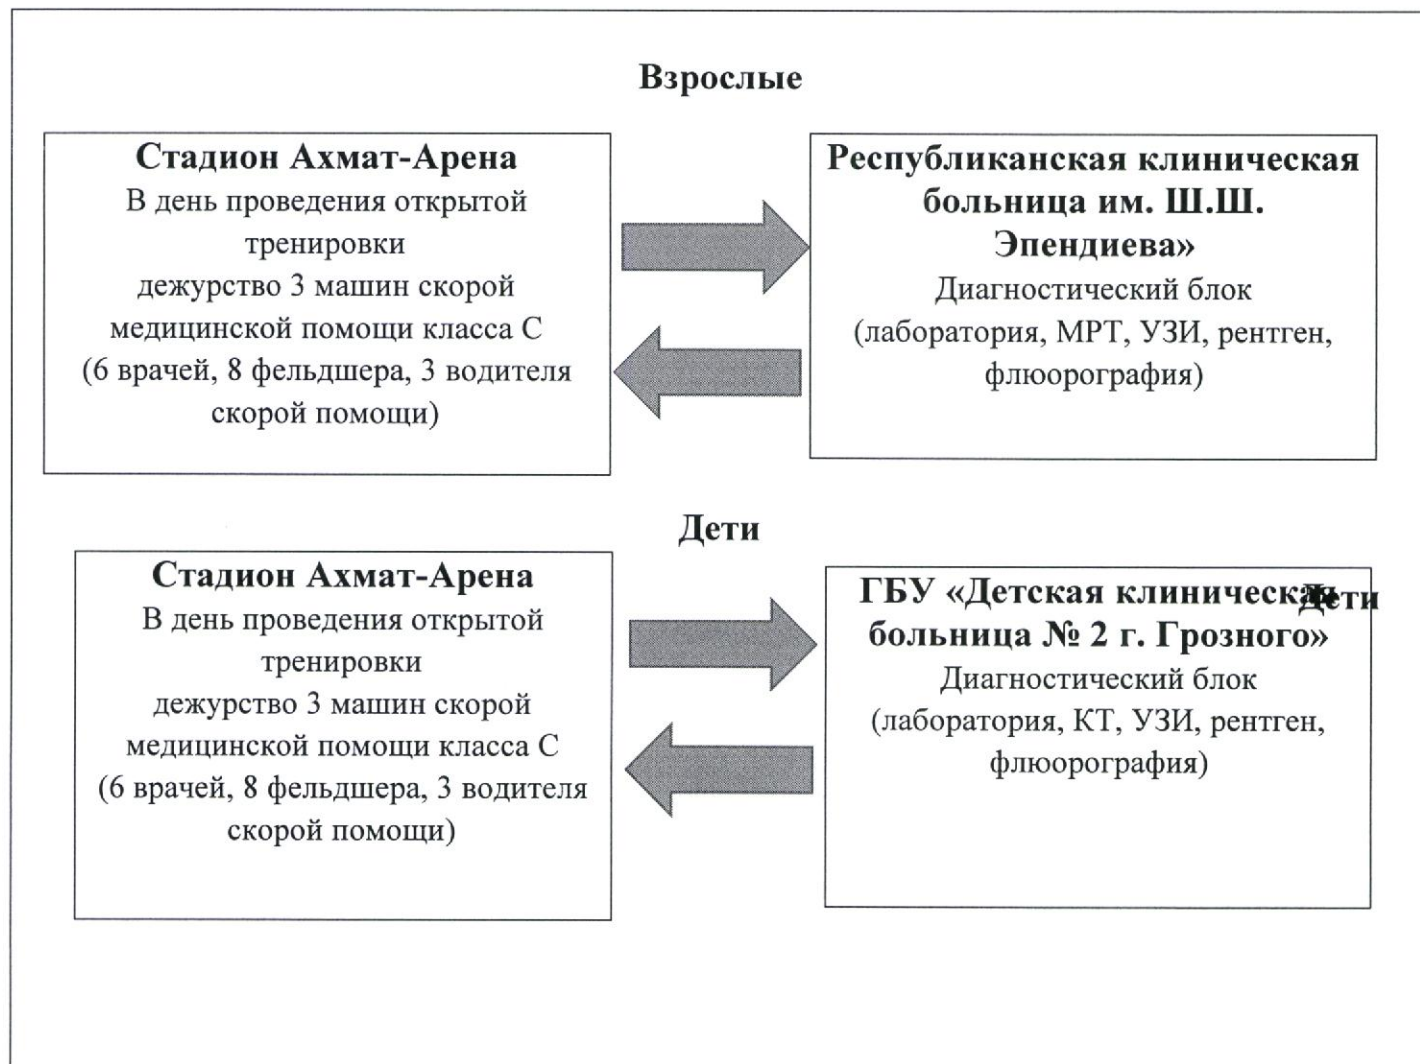 Взрослые
Стадион Ахмат-Арена
В день проведения открытой
тренировки
дежурство 3 машин скорой
медицинской помощи класса С
(6 врачей, 8 фельдшера, 3 водителя
скорой помощи)
Республиканская клиническая
больница им. Ш.Ш.
Эпендиева»
Диагностический блок
(лаборатория, МРТ, УЗИ, рентген,
флюорография)
Дети
Стадион Ахмат-Арена
В день проведения открытой
тренировки
дежурство 3 машин скорой
медицинской помощи класса С
(6 врачей, 8 фельдшера, 3 водителя
скорой помощи)
ГБУ «Детская клиническая
Дети
больница № 2 г. Грозного»
Диагностический блок
(лаборатория, КТ, УЗИ, рентген,
флюорография)